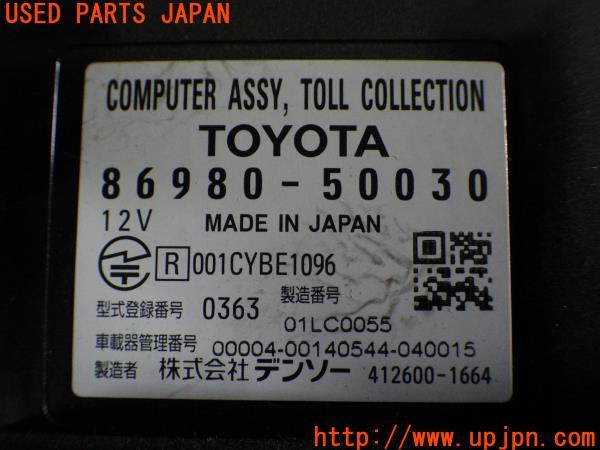 USED PARTS JAPAN
COMPUTER ASSY, TOLL COLLECTION
TOYOTA
86980-50030
12V MADE IN JAPAN
R 001CYBE1096
型式登録番号 0363 製造番号 01LC0055
車載器管理番号 00004-00140544-040015
製造者 株式会社デンソー 412600-1664
UPJ http://www.upjpn.com